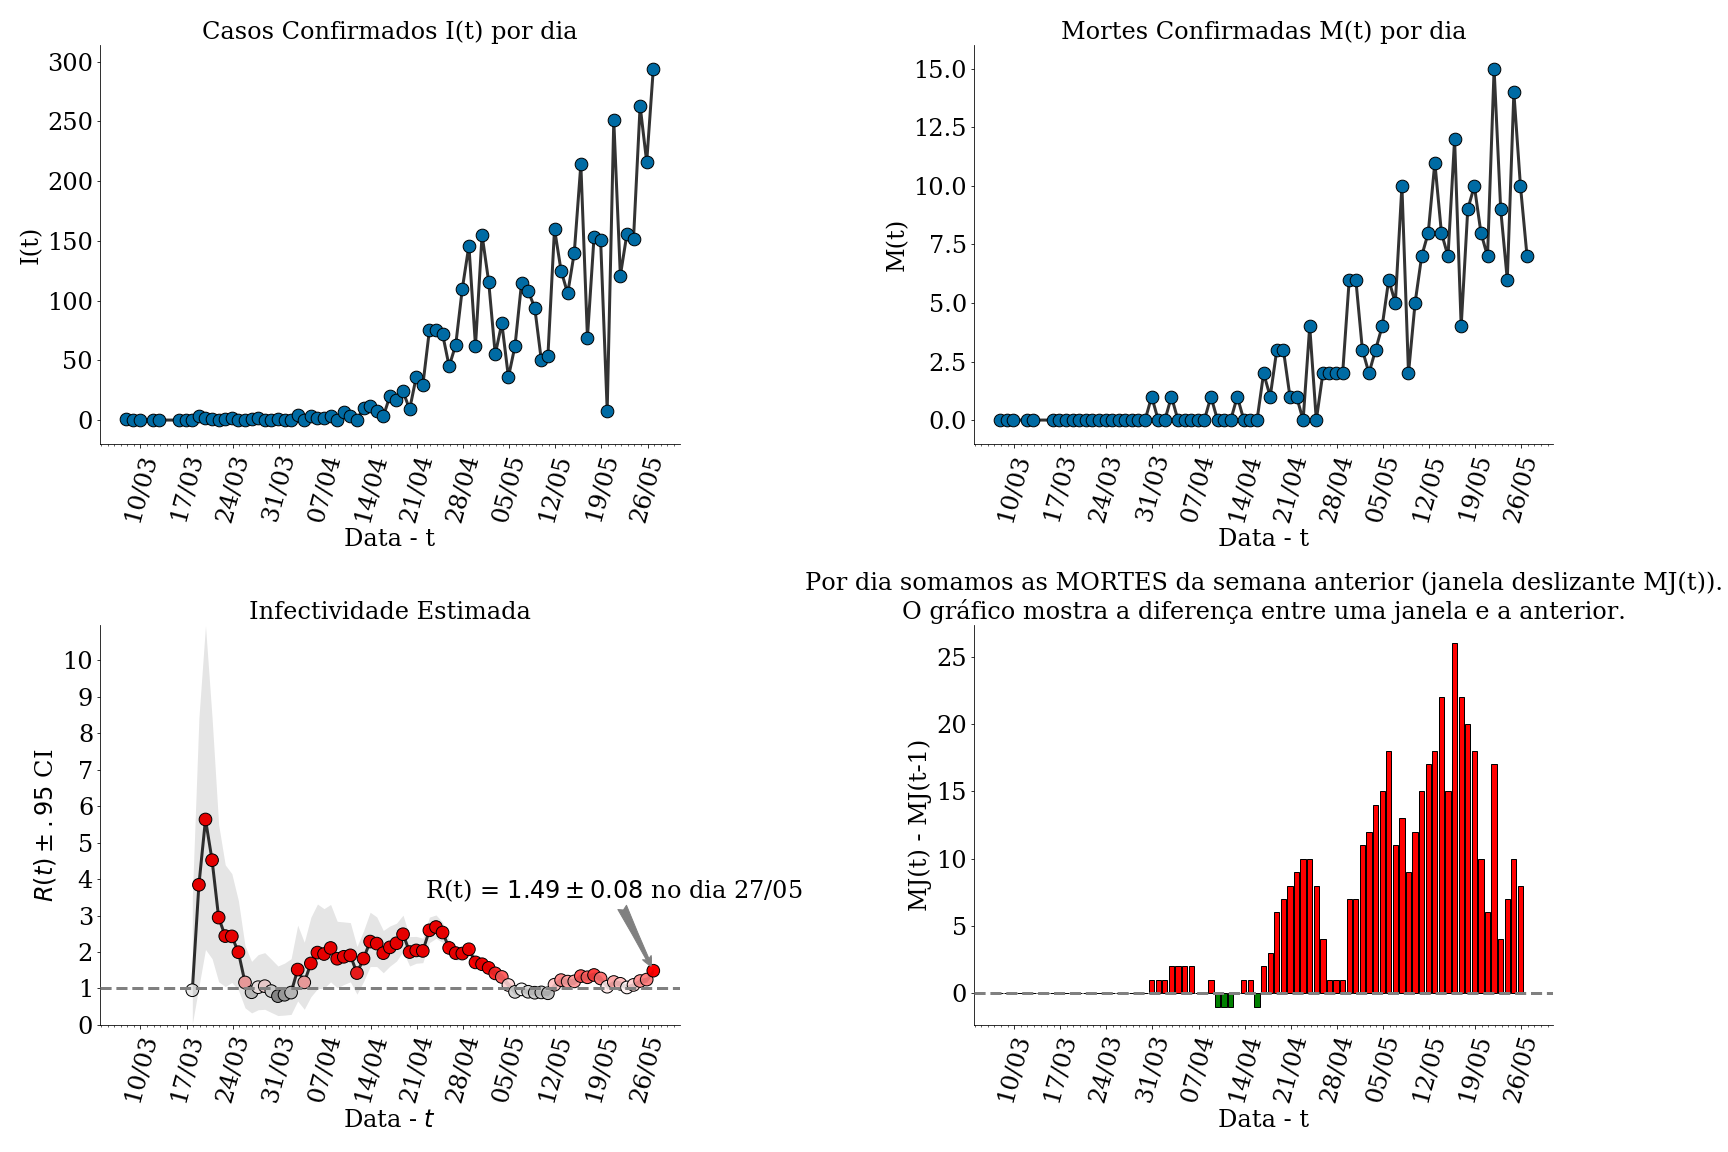 Casos Confirmados I(t) por dia
300
250
200
150
100
50
0
I(t)
10/03 17/03 24/03 31/03 07/04 14/04 21/04 28/04 05/05 12/05 19/05 26/05
Data - t
Mortes Confirmadas M(t) por dia
15.0
12.5
10.0
7.5
5.0
2.5
0.0
M(t)
10/03 17/03 24/03 31/03 07/04 14/04 21/04 28/04 05/05 12/05 19/05 26/05
Data - t
Infectividade Estimada
10
9
8
7
6
5
4
3
2
1
0
R(t) ± .95 CI
R(t) = 1.49 ± 0.08 no dia 27/05
10/03 17/03 24/03 31/03 07/04 14/04 21/04 28/04 05/05 12/05 19/05 26/05
Data - t
Por dia somamos as MORTES da semana anterior (janela deslizante MJ(t)).
O gráfico mostra a diferença entre uma janela e a anterior.
25
20
15
10
5
0
MJ(t) - MJ(t-1)
10/03 17/03 24/03 31/03 07/04 14/04 21/04 28/04 05/05 12/05 19/05 26/05
Data - t